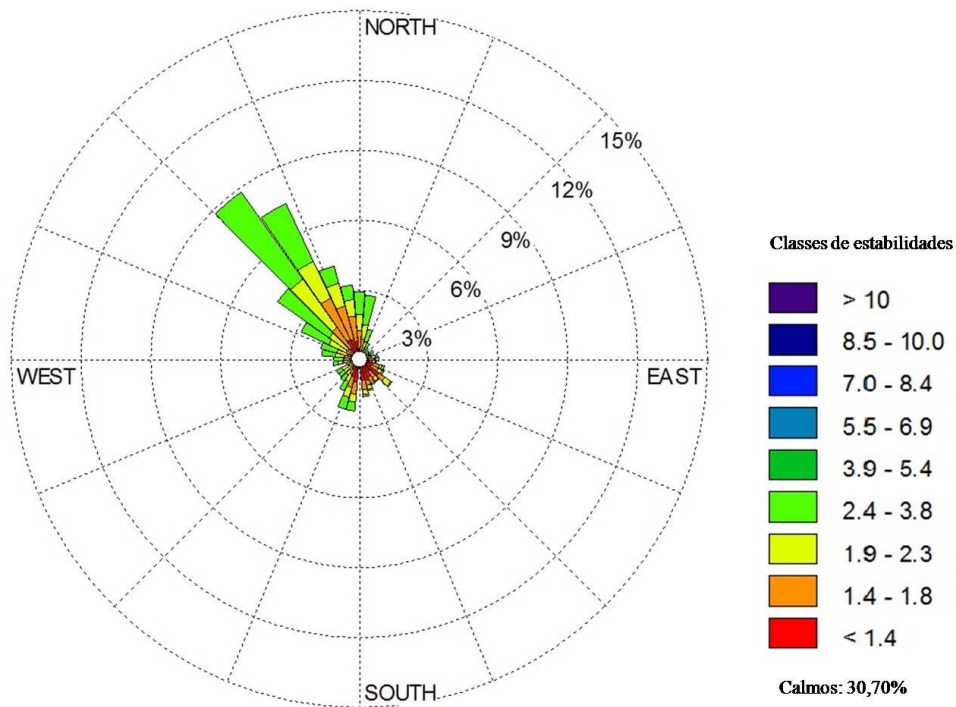 NORTH
15%
12%
9%
6%
3%
WEST
EAST
SOUTH
Classes de estabilidades
> 10
8.5 - 10.0
7.0 - 8.4
5.5 - 6.9
3.9 - 5.4
2.4 - 3.8
1.9 - 2.3
1.4 - 1.8
< 1.4
Calmos: 30,70%